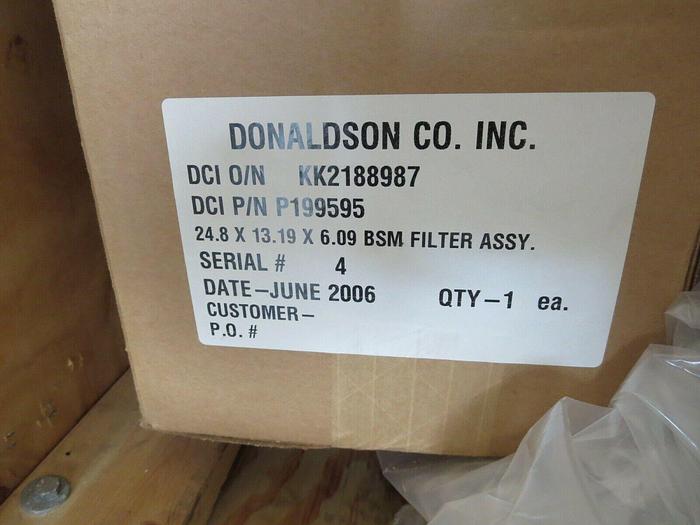 DONALDSON CO. INC.
DCI O/N KK2188987
DCI P/N P199595
24.8 X 13.19 X 6.09 BSM FILTER ASSY.
SERIAL # 4
DATE–JUNE 2006 QTY–1 ea.
CUSTOMER–
P.O. #